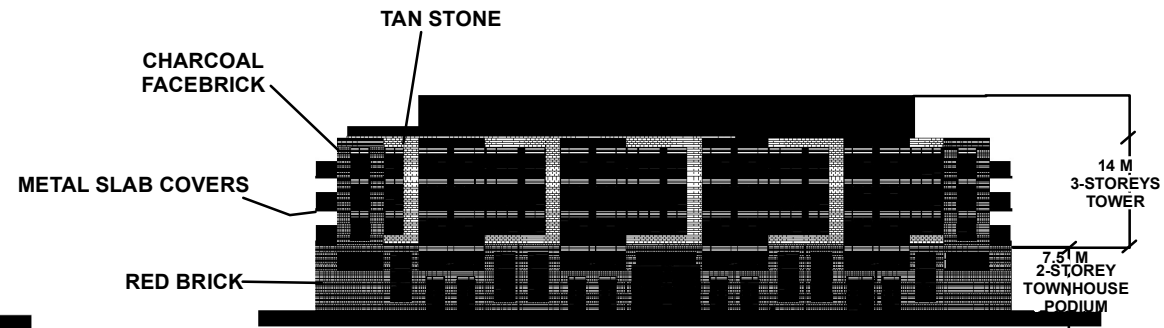 TAN STONE
CHARCOAL
FACEBRICK
METAL SLAB COVERS
RED BRICK
14 M
3-STOREYS
TOWER
7.5 M
2-STOREY
TOWNHOUSE
PODIUM